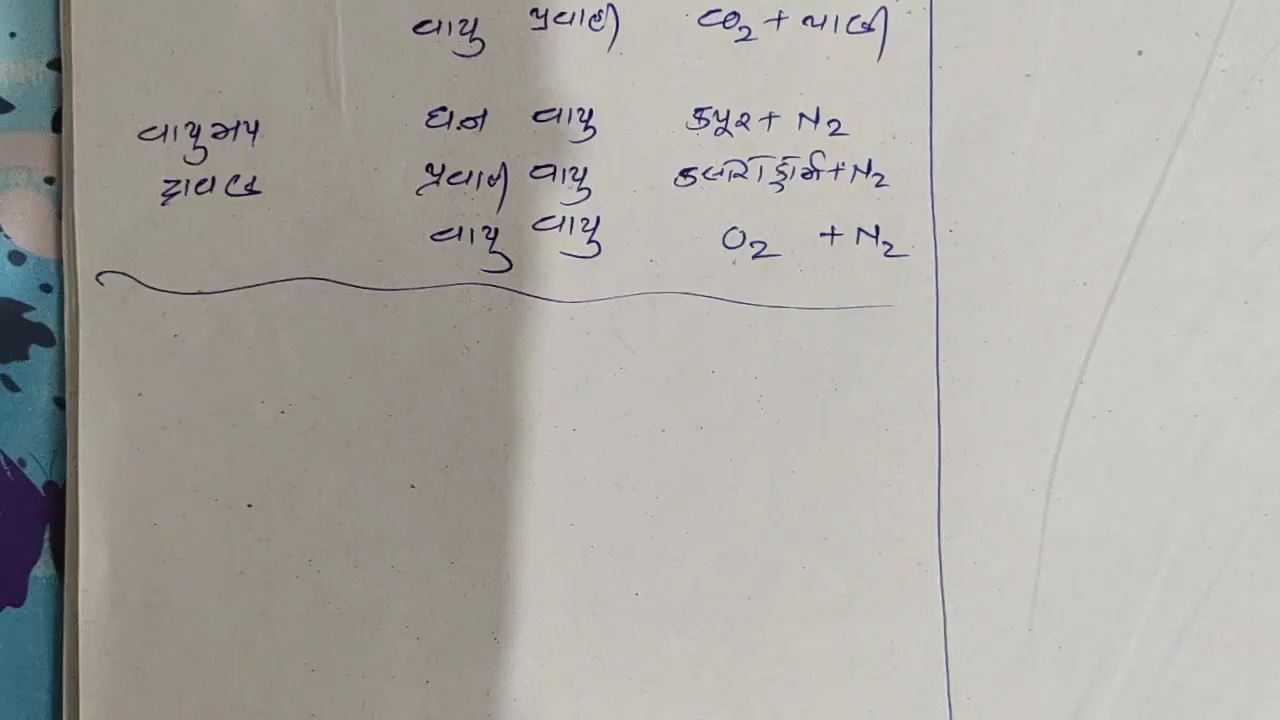 વાયુ પ્રવાહી CO2 + પાણી
વાયુમય ઘન વાયુ કપૂર + N2
દ્રાવણ પ્રવાહી વાયુ ક્લોરોફોર્મ + N2
વાયુ વાયુ O2 + N2